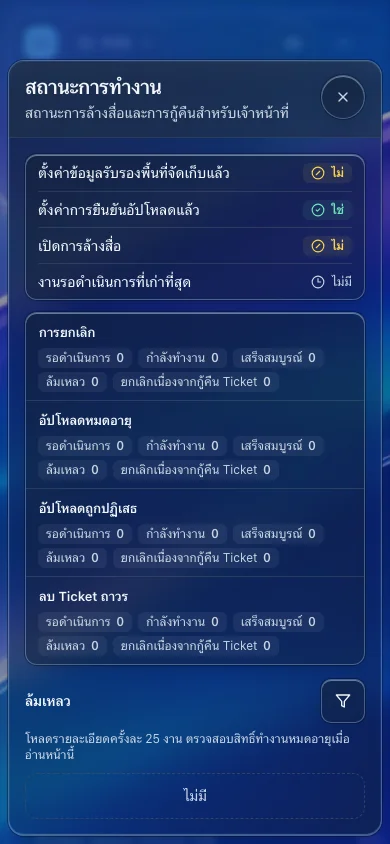 สถานะการทำงาน
สถานะการล้างสื่อและการกู้คืนสำหรับเจ้าหน้าที่
ตั้งค่าข้อมูลรับรองพื้นที่จัดเก็บแล้ว ไม่
ตั้งค่าการยืนยันอัปโหลดแล้ว ใช่
เปิดการล้างสื่อ ไม่
งานรอดำเนินการที่เก่าที่สุด ไม่มี
การยกเลิก
รอดำเนินการ 0 กำลังทำงาน 0 เสร็จสมบูรณ์ 0
ล้มเหลว 0 ยกเลิกเนื่องจากกู้คืน Ticket 0
อัปโหลดหมดอายุ
รอดำเนินการ 0 กำลังทำงาน 0 เสร็จสมบูรณ์ 0
ล้มเหลว 0 ยกเลิกเนื่องจากกู้คืน Ticket 0
อัปโหลดถูกปฏิเสธ
รอดำเนินการ 0 กำลังทำงาน 0 เสร็จสมบูรณ์ 0
ล้มเหลว 0 ยกเลิกเนื่องจากกู้คืน Ticket 0
ลบ Ticket ถาวร
รอดำเนินการ 0 กำลังทำงาน 0 เสร็จสมบูรณ์ 0
ล้มเหลว 0 ยกเลิกเนื่องจากกู้คืน Ticket 0
ล้มเหลว
โหลดรายละเอียดครั้งละ 25 งาน ตรวจสอบสิทธิ์ทำงานหมดอายุเมื่อ
อ่านหน้านี้
ไม่มี